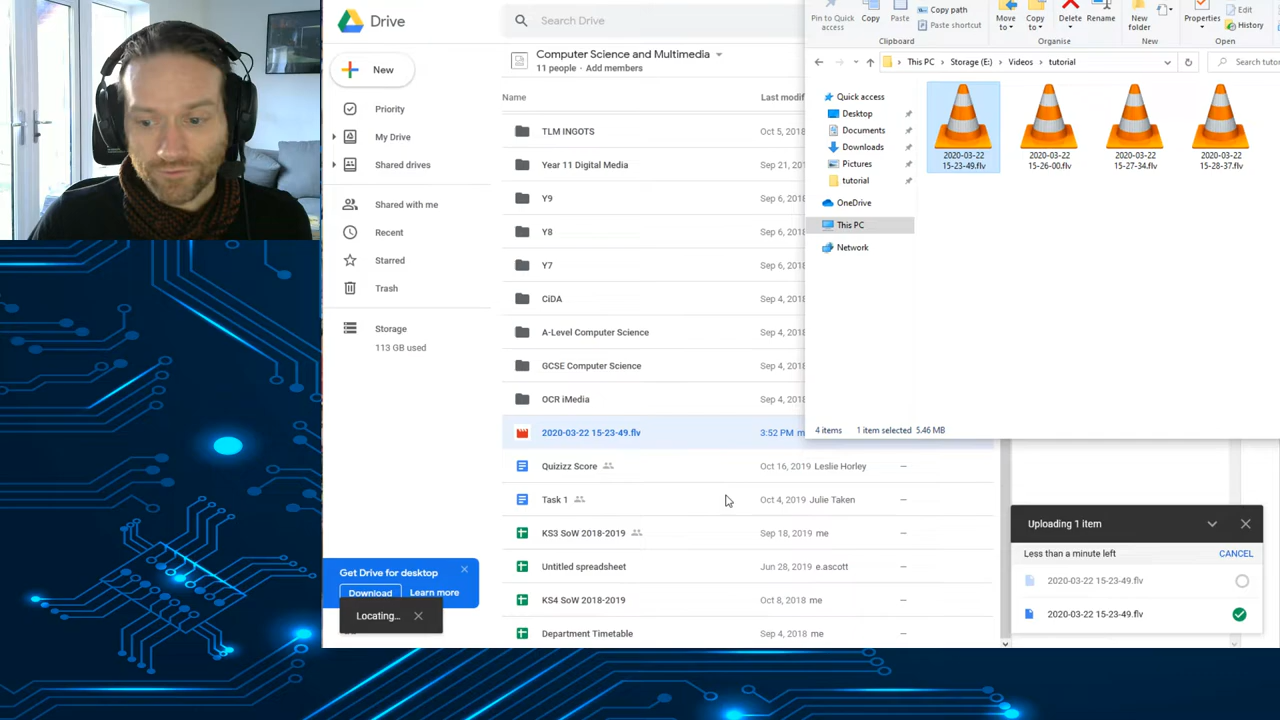 Drive
Search Drive
New
Computer Science and Multimedia
11 people · Add members
Priority
My Drive
Shared drives
Shared with me
Recent
Starred
Trash
Storage
113 GB used
Name
Last modif
TLM INGOTS
Oct 5, 2018
Year 11 Digital Media
Sep 21, 201
Y9
Sep 6, 201
Y8
Sep 6, 201
Y7
Sep 6, 201
CiDA
Sep 4, 2018
A-Level Computer Science
Sep 4, 2018
GCSE Computer Science
Sep 4, 2018
OCR iMedia
Sep 4, 2018
2020-03-22 15-23-49.flv
3:52 PM m
Quizizz Score
Oct 16, 2019 Leslie Horley
—
Task 1
Oct 4, 2019 Julie Taken
—
KS3 SoW 2018-2019
Sep 18, 2019 me
—
Untitled spreadsheet
Jun 28, 2019 e.ascott
—
KS4 SoW 2018-2019
Oct 8, 2018 me
—
Department Timetable
Sep 4, 2018 me
—
Get Drive for desktop
Download
Learn more
Locating...
Pin to Quick
access
Copy
Paste
Copy path
Paste shortcut
Clipboard
Move
to
Copy
to
Delete
Rename
Organise
New
folder
New
Properties
Edit
History
Open
This PC
Storage (E:)
Videos
tutorial
Search tutor
Quick access
Desktop
Documents
Downloads
Pictures
tutorial
OneDrive
This PC
Network
2020-03-22
15-23-49.flv
2020-03-22
15-26-00.flv
2020-03-22
15-27-34.flv
2020-03-22
15-28-37.flv
4 items
1 item selected 5.46 MB
Uploading 1 item
Less than a minute left
CANCEL
2020-03-22 15-23-49.flv
2020-03-22 15-23-49.flv